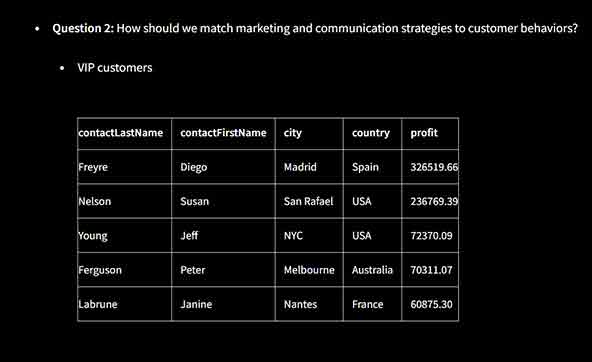 Question 2: How should we match marketing and communication strategies to customer behaviors?
VIP customers
contactLastName contactFirstName city country profit
Freyre Diego Madrid Spain 326519.66
Nelson Susan San Rafael USA 236769.39
Young Jeff NYC USA 72370.09
Ferguson Peter Melbourne Australia 70311.07
Labrune Janine Nantes France 60875.30